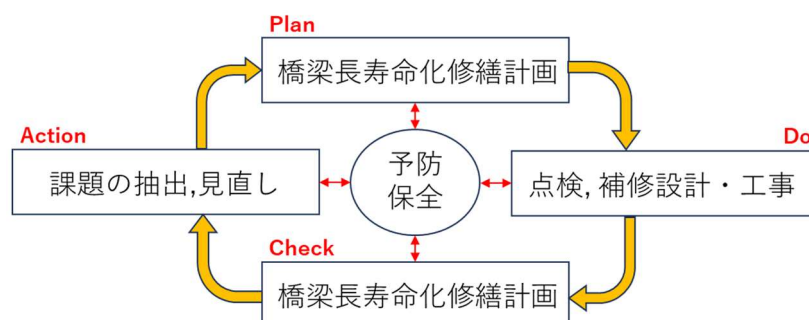 Plan
橋梁長寿命化修繕計画
Action
課題の抽出,見直し
予防
保全
Do
点検, 補修設計・工事
Check
橋梁長寿命化修繕計画